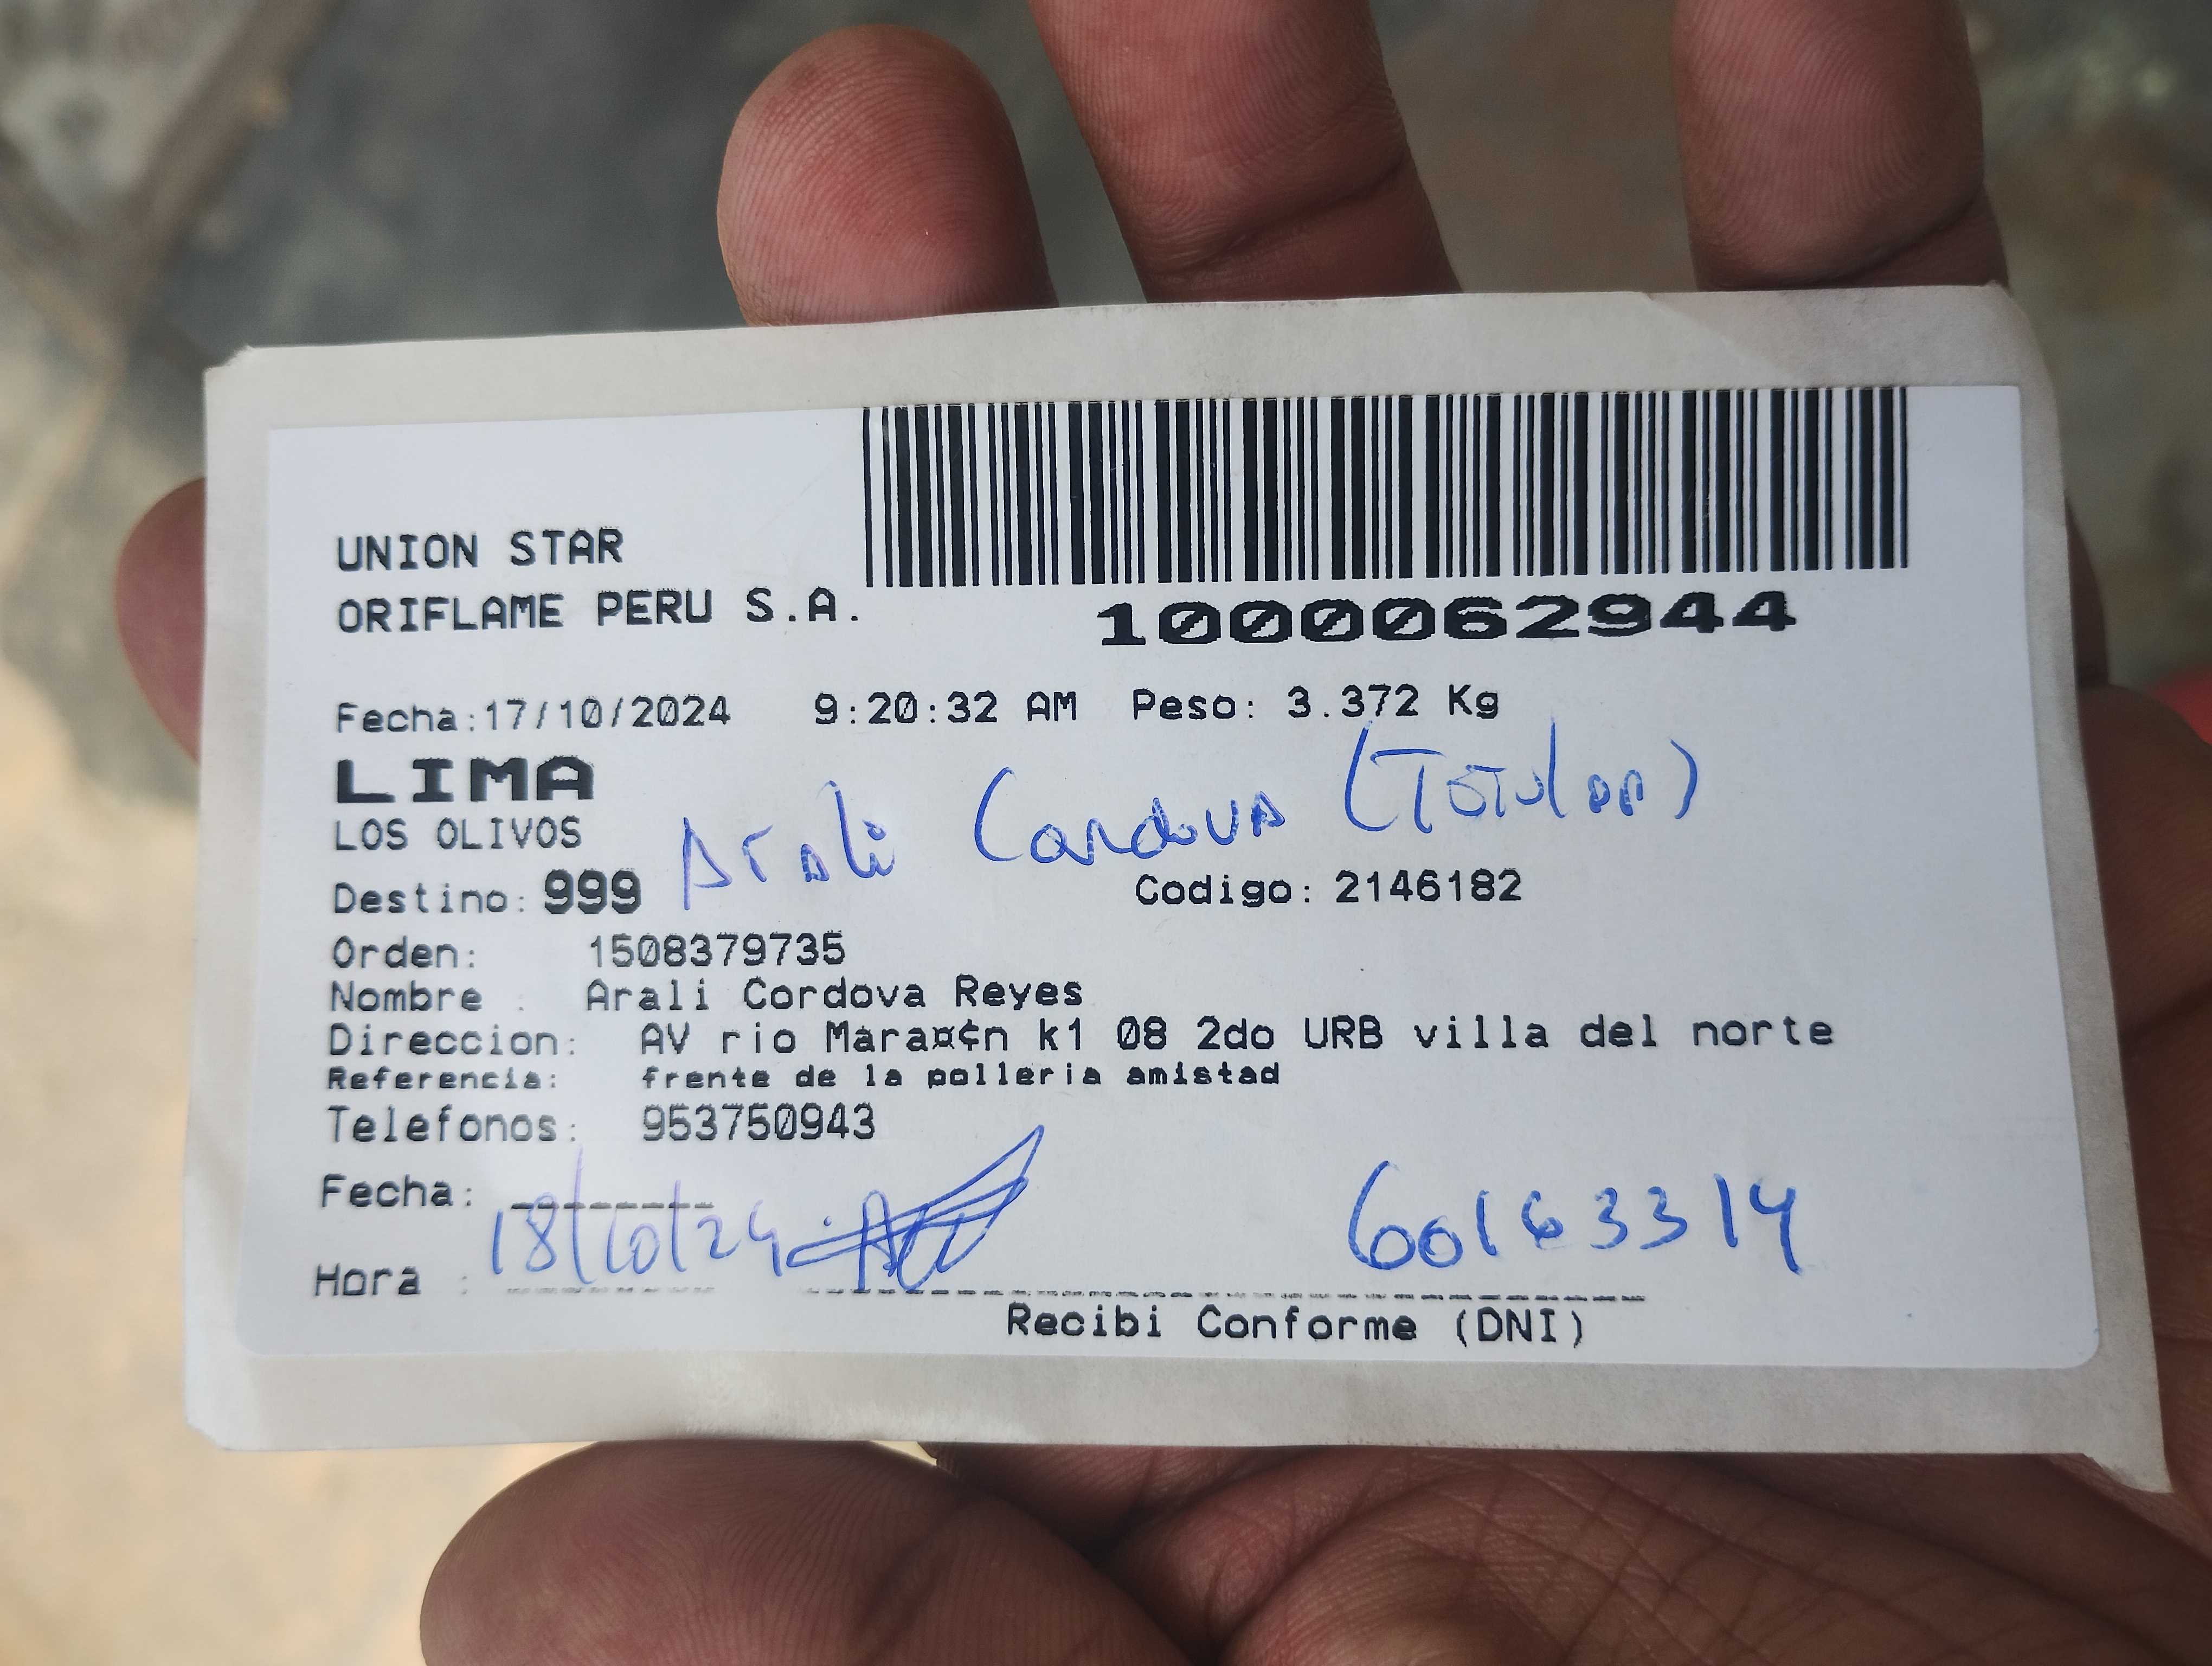 UNION STAR
ORIFLAME PERU S.A.
1000062944
Fecha:17/10/2024 9:20:32 AM Peso: 3.372 Kg
LIMA
LOS OLIVOS
Arali Cordova (Titular)
Destino: 999 Codigo: 2146182
Orden: 1508379735
Nombre : Arali Cordova Reyes
Direccion: AV rio Mara¤¢n k1 08 2do URB villa del norte
Referencia: frente de la polleria amistad
Telefonos: 953750943
Fecha: 18/10/24
60163314
Hora :
Recibi Conforme (DNI)